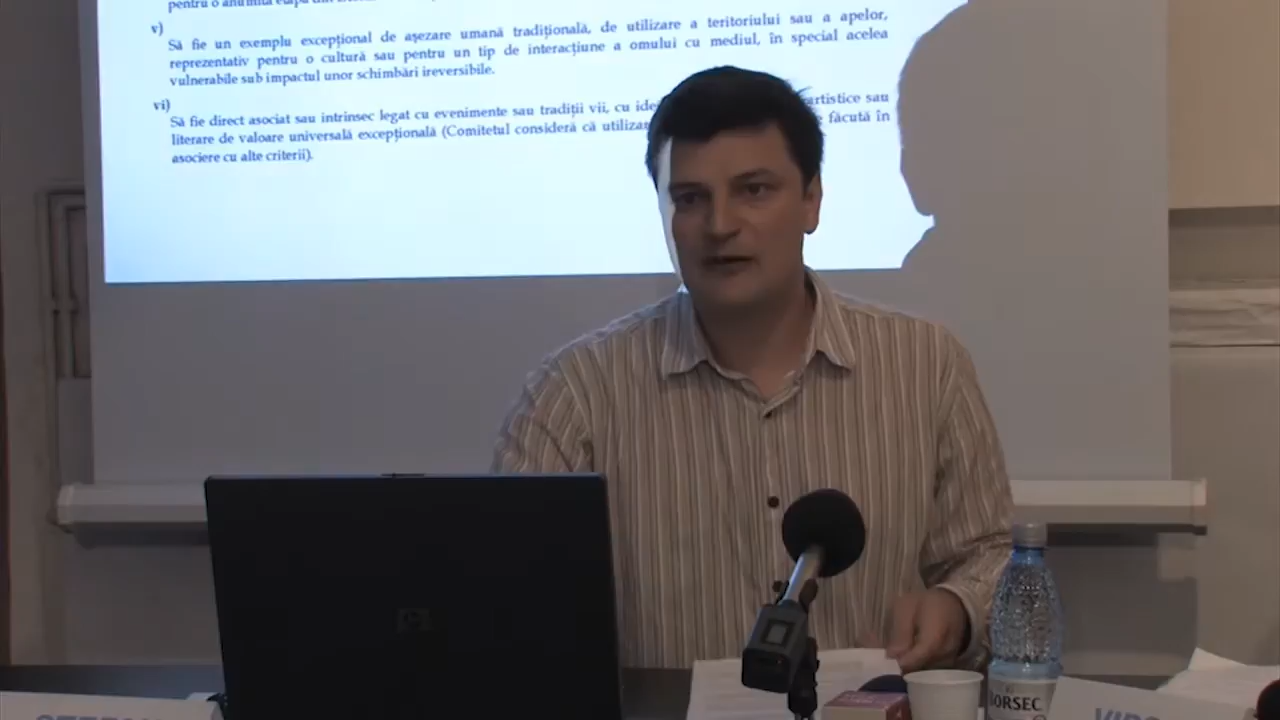 pentru o anumită etapă din
v)
Să fie un exemplu excepțional de așezare umană tradițională, de utilizare a teritoriului sau a apelor,
reprezentativ pentru o cultură sau pentru un tip de interacțiune a omului cu mediul, în special acelea
vulnerabile sub impactul unor schimbări ireversibile.
vi)
Să fie direct asociat sau intrinsec legat cu evenimente sau tradiții vii, cu artistice sau
literare de valoare universală excepțională (Comitetul consideră că făcută în
asociere cu alte criterii).
BORSEC